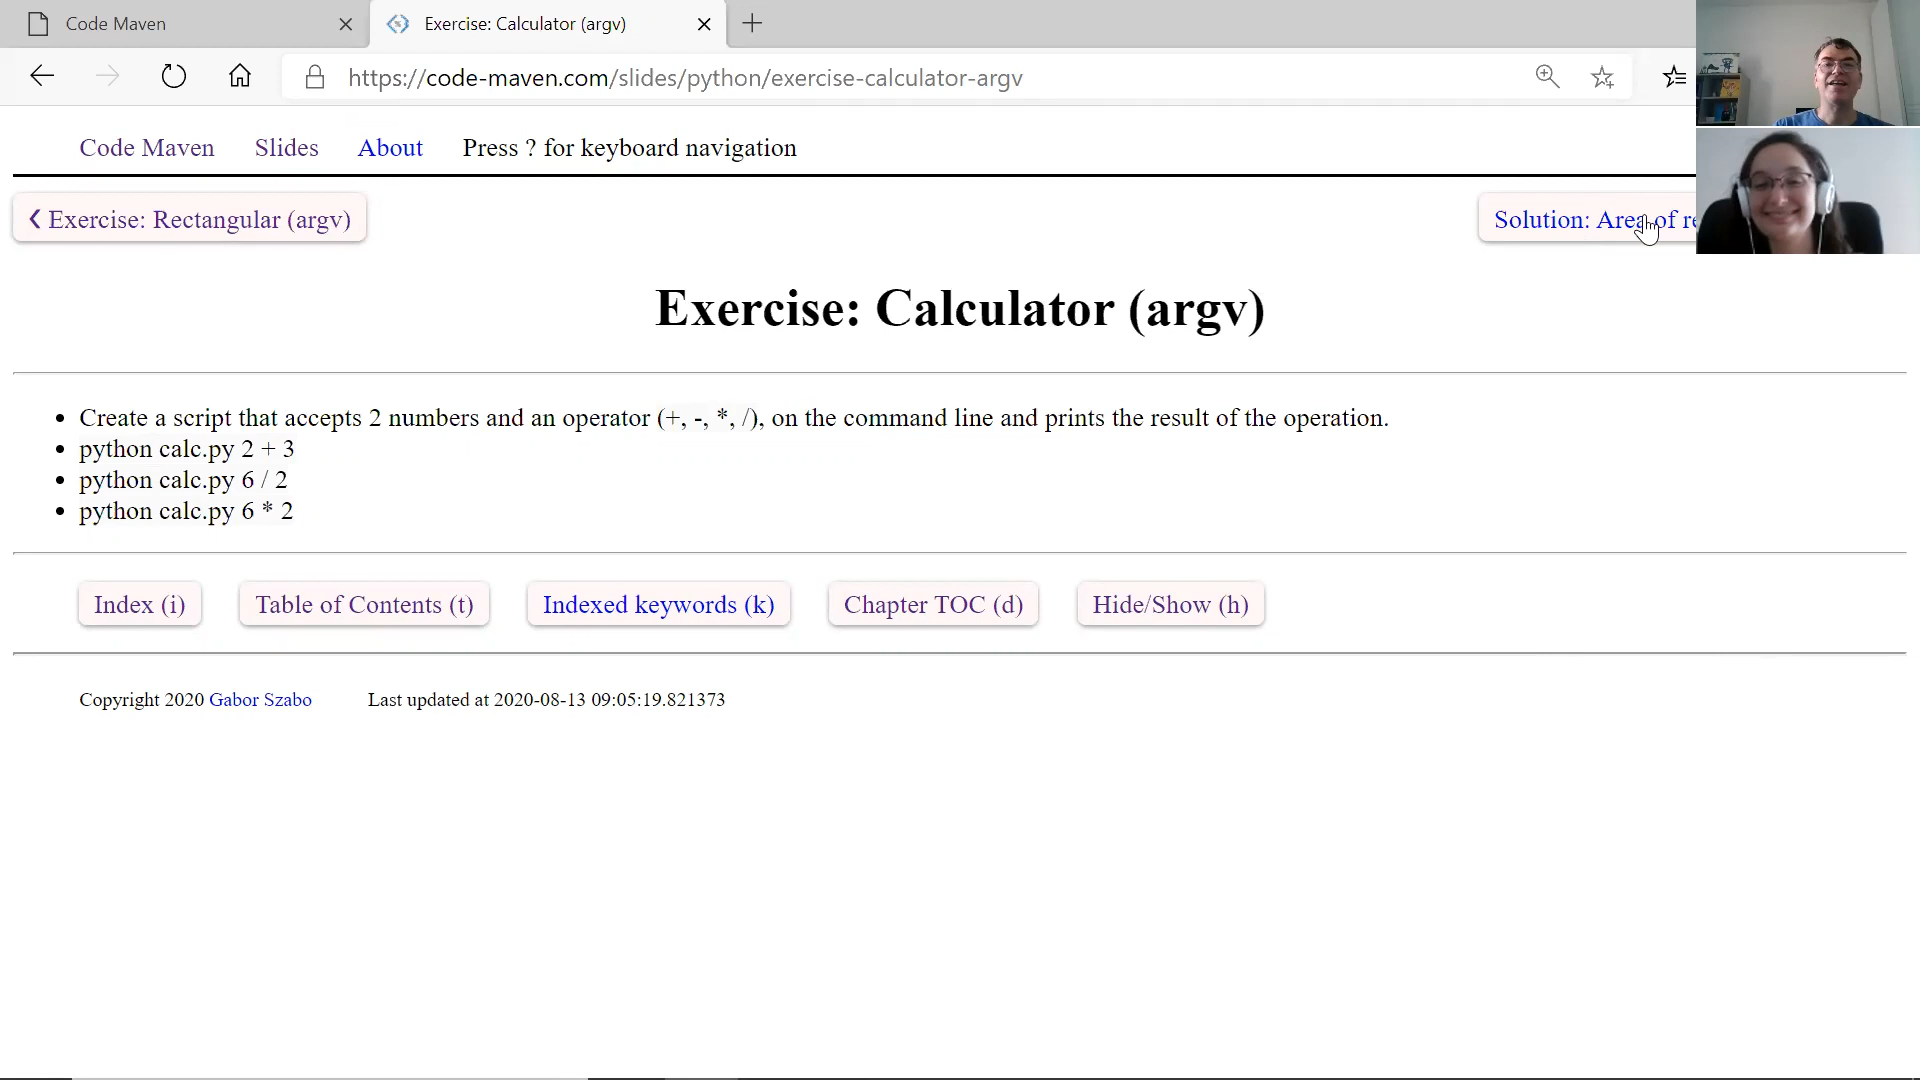 Code Maven
Exercise: Calculator (argv)
https://code-maven.com/slides/python/exercise-calculator-argv
Code Maven Slides About Press ? for keyboard navigation
Exercise: Rectangular (argv)
Solution: Area of
Exercise: Calculator (argv)
Create a script that accepts 2 numbers and an operator (+, -, *, /), on the command line and prints the result of the operation.
python calc.py 2 + 3
python calc.py 6 / 2
python calc.py 6 * 2
Index (i) Table of Contents (t) Indexed keywords (k) Chapter TOC (d) Hide/Show (h)
Copyright 2020 Gabor Szabo Last updated at 2020-08-13 09:05:19.821373